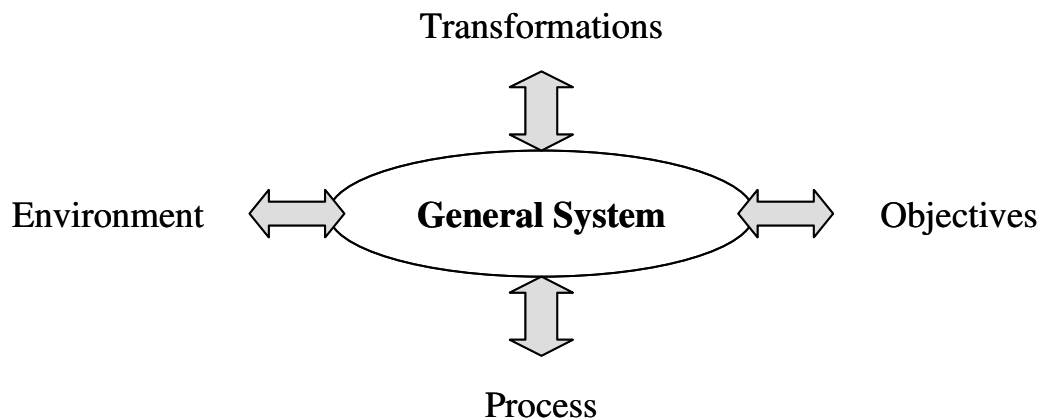 Transformations
Environment
General System
Objectives
Process